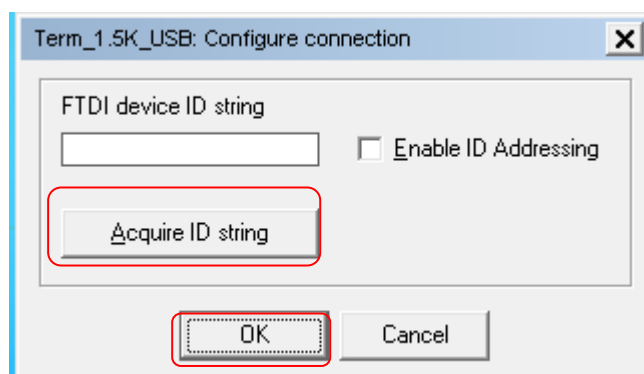 Term_1.5K_USB: Configure connection
FTDI device ID string
Enable ID Addressing
Acquire ID string
OK
Cancel